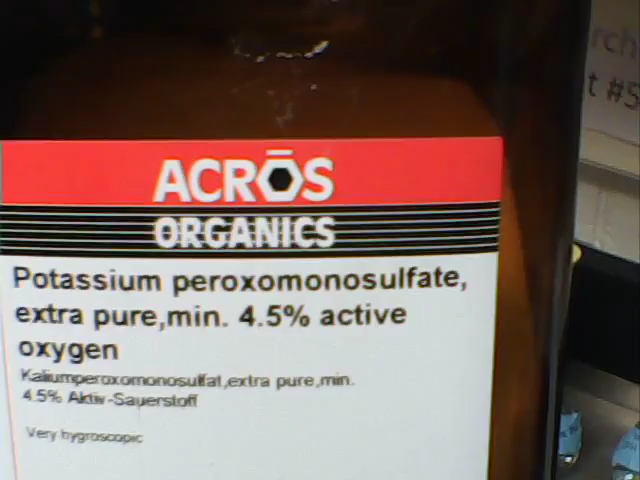 ACROS
ORGANICS
Potassium peroxomonosulfate,
extra pure,min. 4.5% active
oxygen
Kaliumperoxomonosulfat,extra pure,min.
4.5% Aktiv-Sauerstoff
Very hygroscopic
rch
t #S